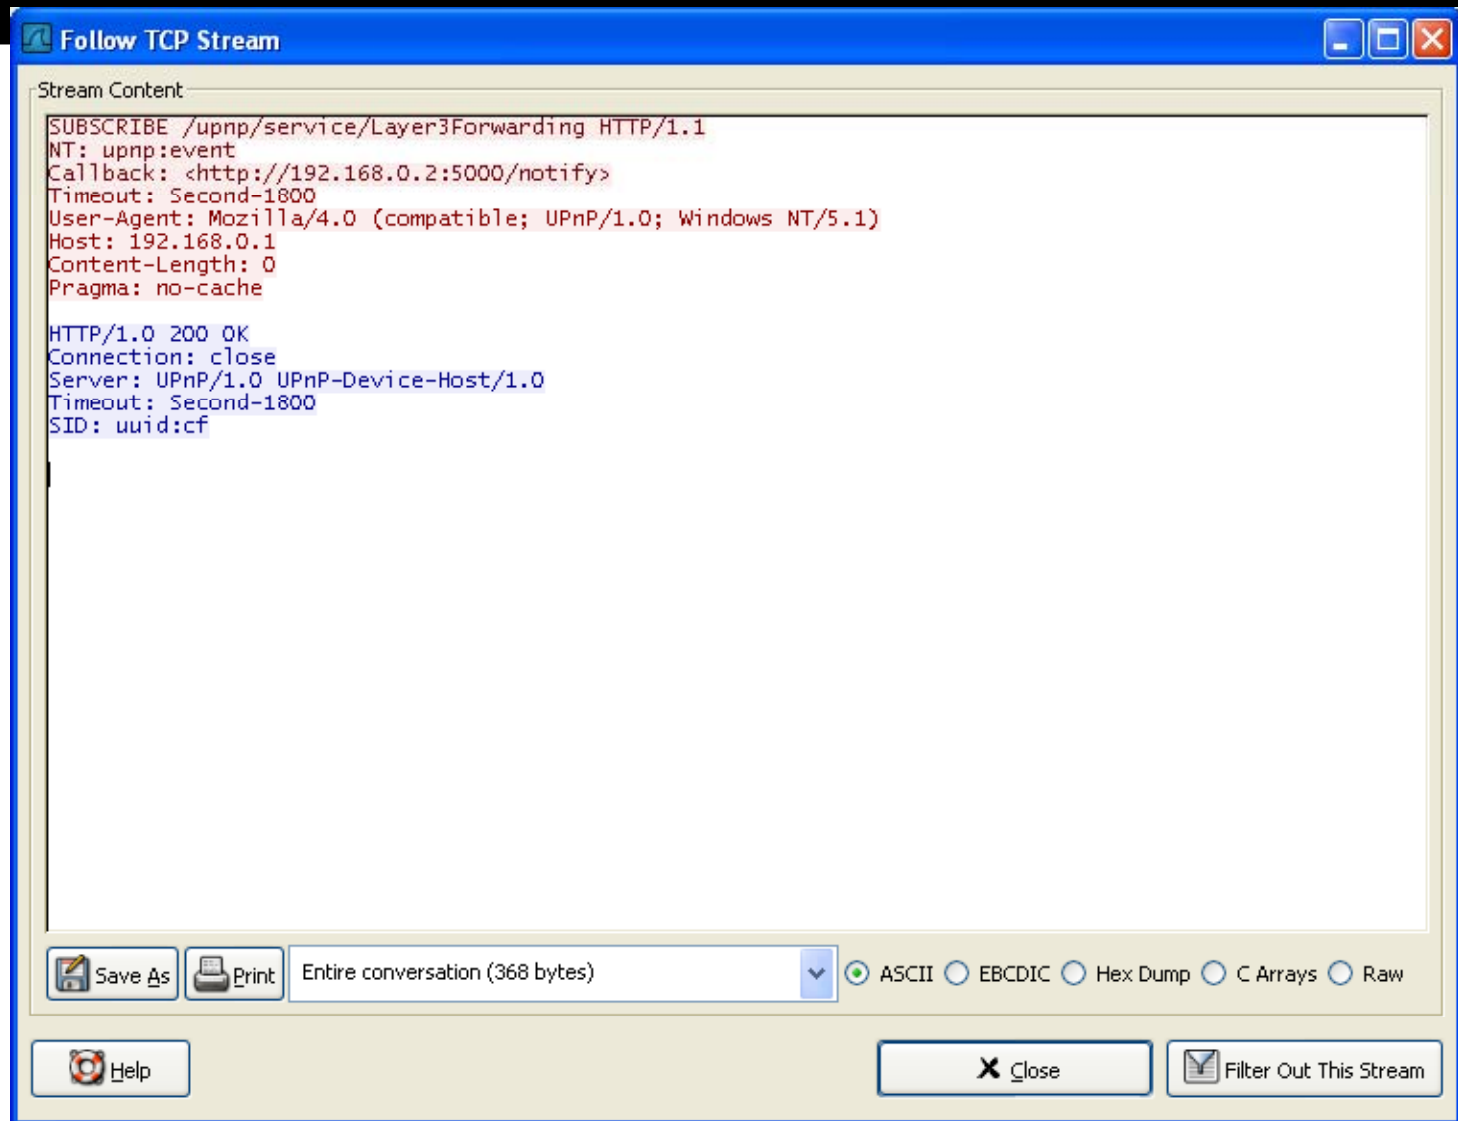 Follow TCP Stream
Stream Content
SUBSCRIBE /upnp/service/Layer3Forwarding HTTP/1.1
NT: upnp:event
Callback: <http://192.168.0.2:5000/notify>
Timeout: Second-1800
User-Agent: Mozilla/4.0 (compatible; UPnP/1.0; Windows NT/5.1)
Host: 192.168.0.1
Content-Length: 0
Pragma: no-cache
HTTP/1.0 200 OK
Connection: close
Server: UPnP/1.0 UPnP-Device-Host/1.0
Timeout: Second-1800
SID: uuid:cf
Save As Print Entire conversation (368 bytes) ASCII EBCDIC Hex Dump C Arrays Raw
Help Close Filter Out This Stream